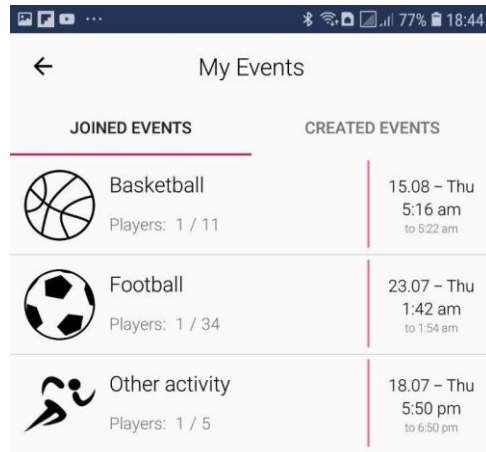 77% 18:44
My Events
JOINED EVENTS CREATED EVENTS
Basketball
Players: 1 / 11
15.08 – Thu
5:16 am
to 5:22 am
Football
Players: 1 / 34
23.07 – Thu
1:42 am
to 1:54 am
Other activity
Players: 1 / 5
18.07 – Thu
5:50 pm
to 6:50 pm